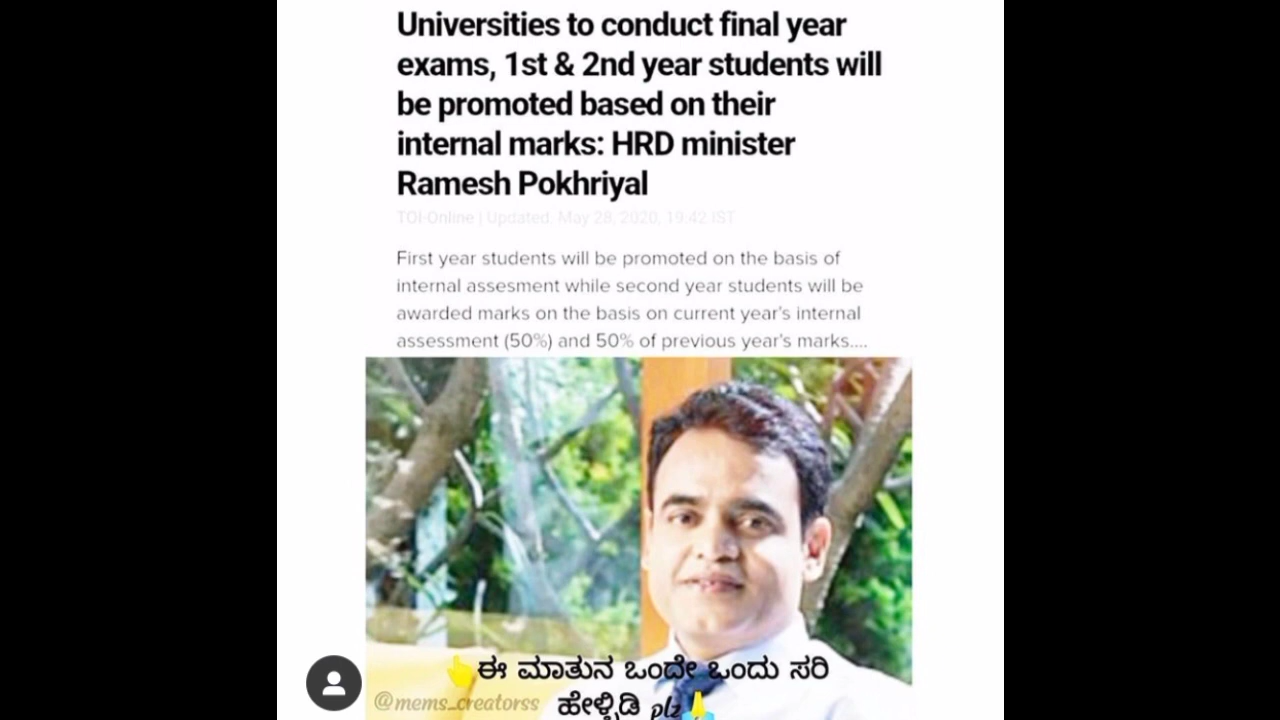 Universities to conduct final year
exams, 1st & 2nd year students will
be promoted based on their
internal marks: HRD minister
Ramesh Pokhriyal
TOI-Online | Updated: May 28, 2020, 19:42 IST
First year students will be promoted on the basis of
internal assesment while second year students will be
awarded marks on the basis on current year's internal
assessment (50%) and 50% of previous year's marks....
👆ಈ ಮಾತುನ ಒಂದೇ ಒಂದು ಸರಿ
@mems_creatorss ಹೇಳ್ಬಿಡಿ plz🙏